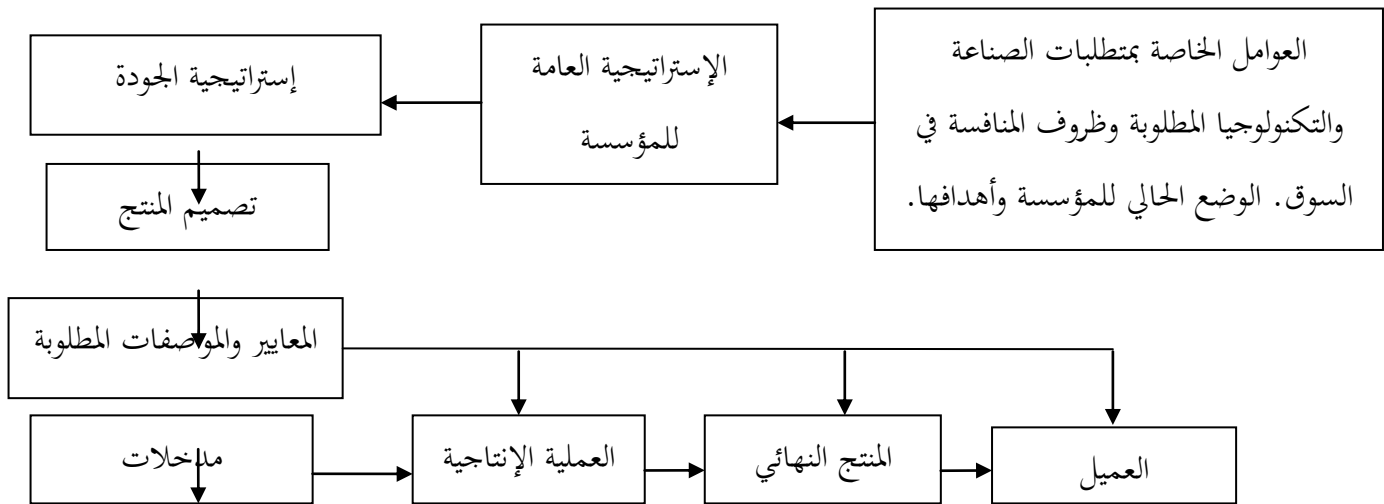 العوامل الخاصة بمتطلبات الصناعة
والتكنولوجيا المطلوبة وظروف المنافسة في
السوق. الوضع الحالي للمؤسسة وأهدافها.
الإستراتيجية العامة
للمؤسسة
إستراتيجية الجودة
تصميم المنتج
المعايير والمواصفات المطلوبة
مدخلات
العملية الإنتاجية
المنتج النهائي
العميل